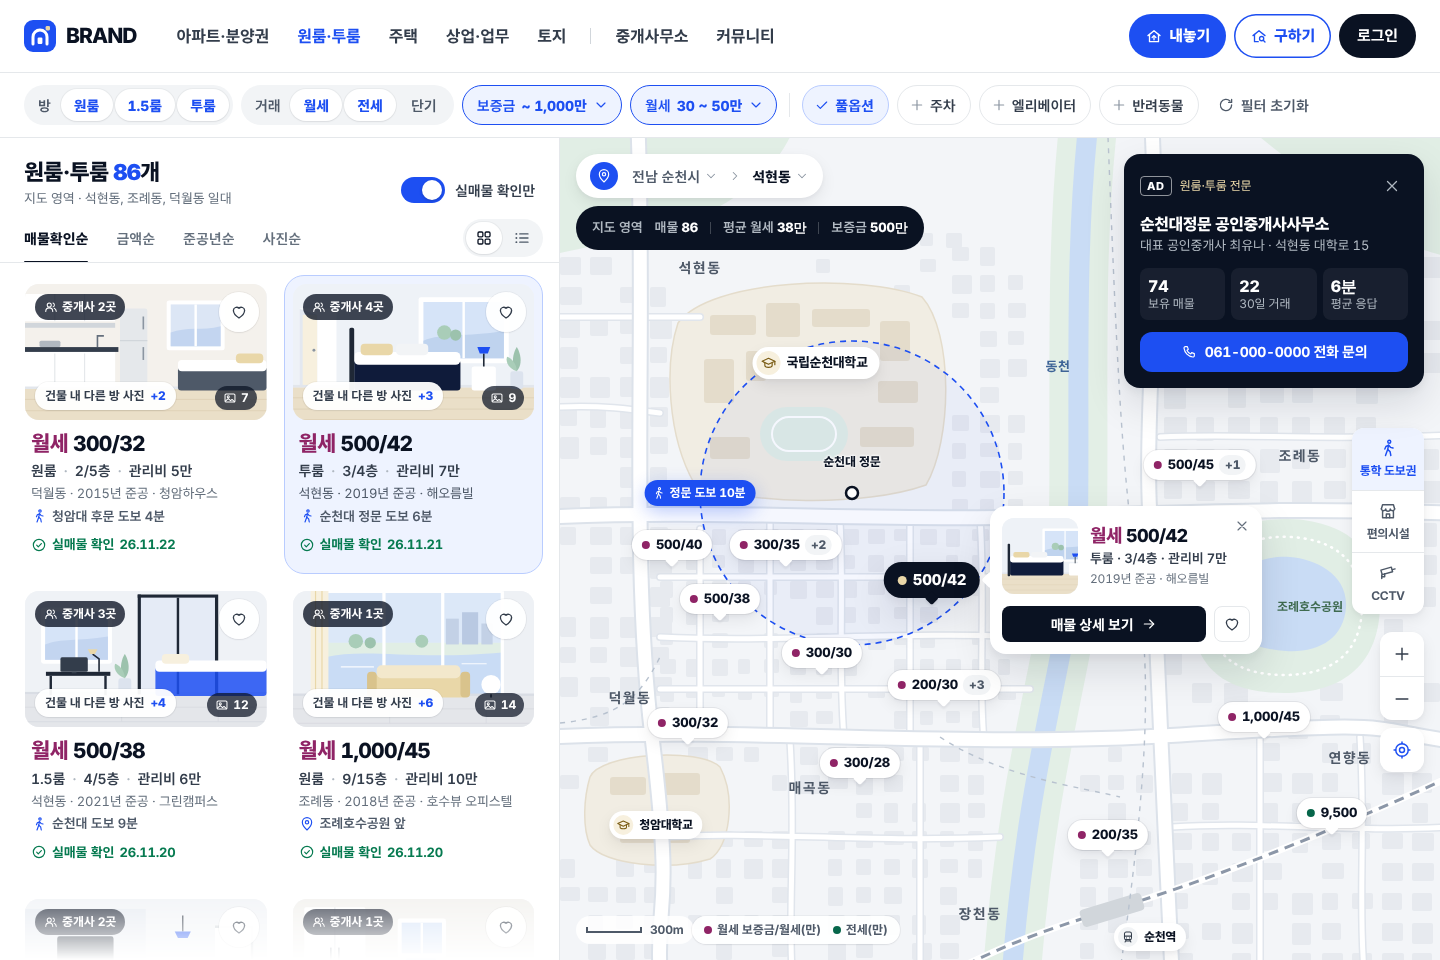 BRAND
아파트·분양권 원룸·투룸 주택 상업·업무 토지 중개사무소 커뮤니티
내놓기 구하기 로그인
방 원룸 1.5룸 투룸
거래 월세 전세 단기
보증금 ~ 1,000만
월세 30 ~ 50만
풀옵션 주차 엘리베이터 반려동물 필터 초기화
원룸·투룸 86개
지도 영역 · 석현동, 조례동, 덕월동 일대
실매물 확인만
매물확인순 금액순 준공년순 사진순
중개사 2곳
건물 내 다른 방 사진 +2
7
월세 300/32
원룸 · 2/5층 · 관리비 5만
덕월동 · 2015년 준공 · 청암하우스
청암대 후문 도보 4분
실매물 확인 26.11.22
중개사 4곳
건물 내 다른 방 사진 +3
9
월세 500/42
투룸 · 3/4층 · 관리비 7만
석현동 · 2019년 준공 · 해오름빌
순천대 정문 도보 6분
실매물 확인 26.11.21
중개사 3곳
건물 내 다른 방 사진 +4
12
월세 500/38
1.5룸 · 4/5층 · 관리비 6만
석현동 · 2021년 준공 · 그린캠퍼스
순천대 도보 9분
실매물 확인 26.11.20
중개사 1곳
건물 내 다른 방 사진 +6
14
월세 1,000/45
원룸 · 9/15층 · 관리비 10만
조례동 · 2018년 준공 · 호수뷰 오피스텔
조례호수공원 앞
실매물 확인 26.11.20
중개사 2곳
중개사 1곳
전남 순천시 석현동
지도 영역 매물 86 평균 월세 38만 보증금 500만
석현동
국립순천대학교
동천
순천대 정문
정문 도보 10분
500/40
300/35 +2
500/38
500/42
300/30
200/30 +3
덕월동
300/32
300/28
매곡동
청암대학교
500/45 +1
조례동
조례호수공원
1,000/45
연향동
9,500
200/35
장천동
순천역
300m
월세 보증금/월세(만) 전세(만)
AD 원룸·투룸 전문
순천대정문 공인중개사사무소
대표 공인중개사 최유나 · 석현동 대학로 15
74 22 6분
보유 매물 30일 거래 평균 응답
061-000-0000 전화 문의
통학 도보권
편의시설
CCTV
월세 500/42
투룸 · 3/4층 · 관리비 7만
2019년 준공 · 해오름빌
매물 상세 보기